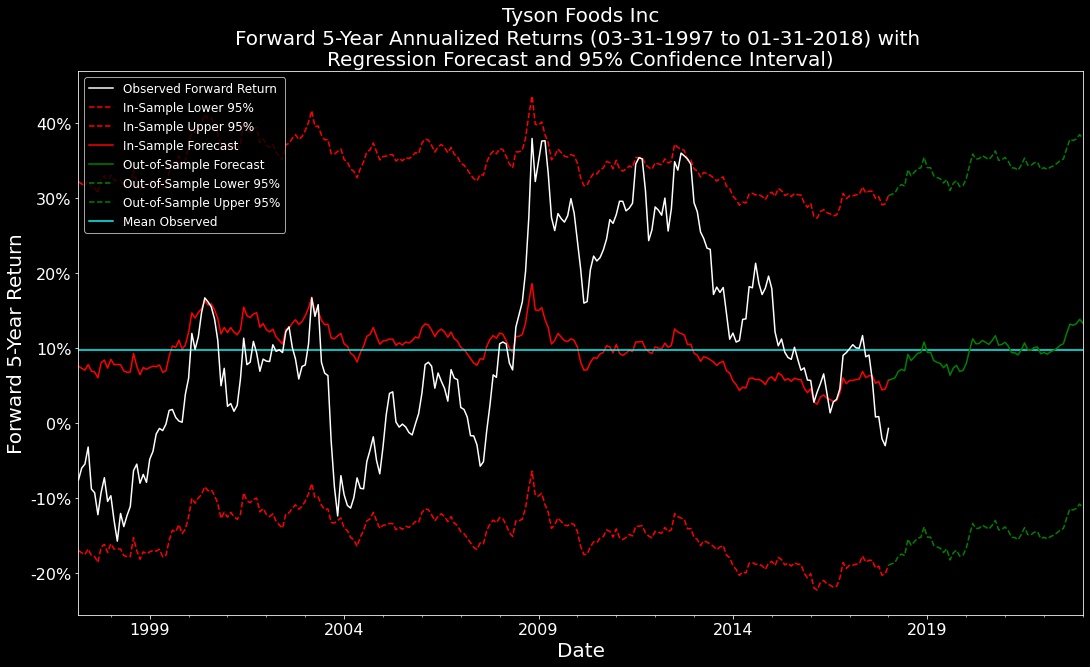 Tyson Foods Inc
Forward 5-Year Annualized Returns (03-31-1997 to 01-31-2018) with
Regression Forecast and 95% Confidence Interval)
Observed Forward Return
In-Sample Lower 95%
In-Sample Upper 95%
In-Sample Forecast
Out-of-Sample Forecast
Out-of-Sample Lower 95%
Out-of-Sample Upper 95%
Mean Observed
Forward 5-Year Return
40%
30%
20%
10%
0%
-10%
-20%
1999
2004
2009
2014
2019
Date